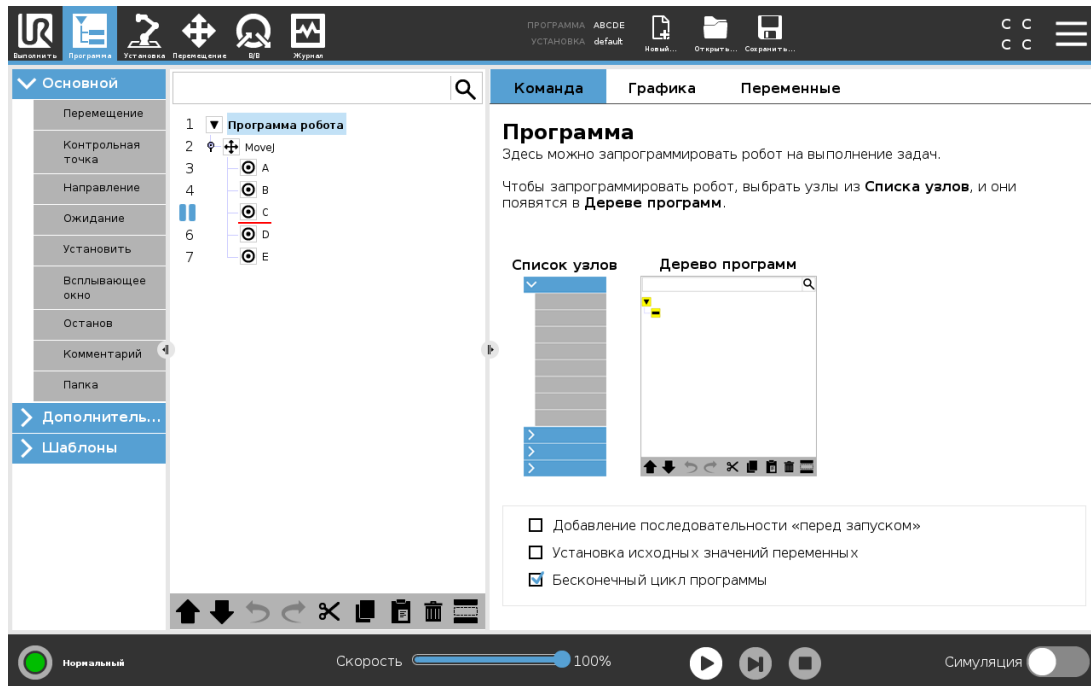 Выполнить
Программа
Установка
Перемещение
В/В
Журнал
ПРОГРАММА ABCDE
УСТАНОВКА default
Новый...
Открыть...
Сохранить...
C C
C C
Основной
Перемещение
Контрольная
точка
Направление
Ожидание
Установить
Всплывающее
окно
Останов
Комментарий
Папка
Дополнитель...
Шаблоны
1 Программа робота
2 MoveJ
3 A
4 B
C
6 D
7 E
Команда
Графика
Переменные
Программа
Здесь можно запрограммировать робот на выполнение задач.
Чтобы запрограммировать робот, выбрать узлы из Списка узлов, и они
появятся в Дереве программ.
Список узлов
Дерево программ
Добавление последовательности «перед запуском»
Установка исходных значений переменных
Бесконечный цикл программы
Нормальный
Скорость
100%
Симуляция